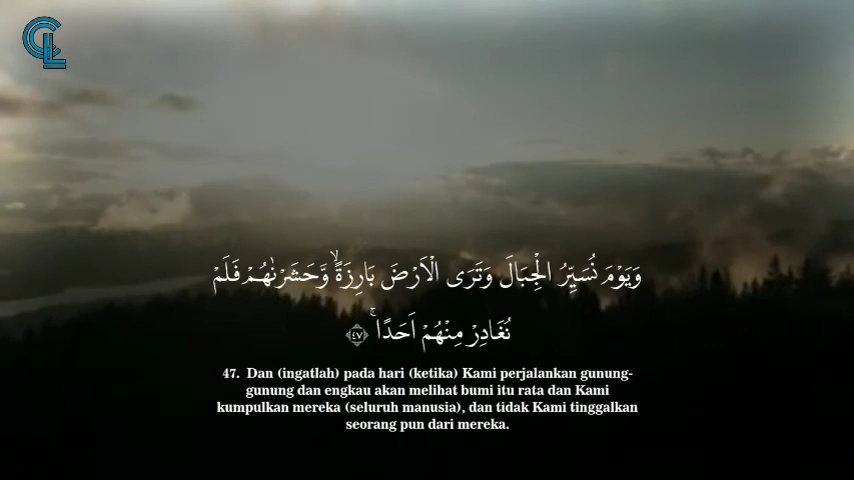 CLL
وَيَوْمَ نُسَيِّرُ الْجِبَالَ وَتَرَى الْاَرْضَ بَارِزَةًۙ وَّحَشَرْنٰهُمْ فَلَمْ
نُغَادِرْ مِنْهُمْ اَحَدًاۚ ۝٤٧
47. Dan (ingatlah) pada hari (ketika) Kami perjalankan gunung-
gunung dan engkau akan melihat bumi itu rata dan Kami
kumpulkan mereka (seluruh manusia), dan tidak Kami tinggalkan
seorang pun dari mereka.